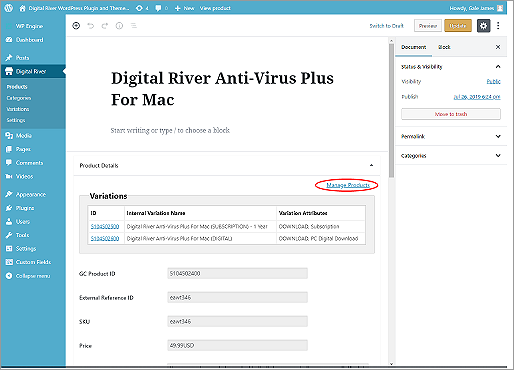 Digital River WordPress Plugin and Theme... 4 0 New View product
Howdy, Gale James
WP Engine
Dashboard
Posts
Digital River
Products
Categories
Variations
Settings
Media
Pages
Comments
Videos
Appearance
Plugins
Users
Tools
Settings
Custom Fields
Collapse menu
Switch to Draft Preview Update
Digital River Anti-Virus Plus
For Mac
Start writing or type / to choose a block
Product Details
Manage Products
Variations
ID Internal Variation Name Variation Attributes
Digital River Anti-Virus Plus For Mac (SUBSCRIPTION) - 1 Year DOWNLOAD, Subscription
Digital River Anti-Virus Plus For Mac (DIGITAL) DOWNLOAD, PC Digital Download
GC Product ID 5104502400
External Reference ID eawt346
SKU eawt346
Price 49.99USD
Document Block
Status & Visibility
Visibility Public
Publish Jul 26, 2019 6:24 pm
Move to trash
Permalink
Categories